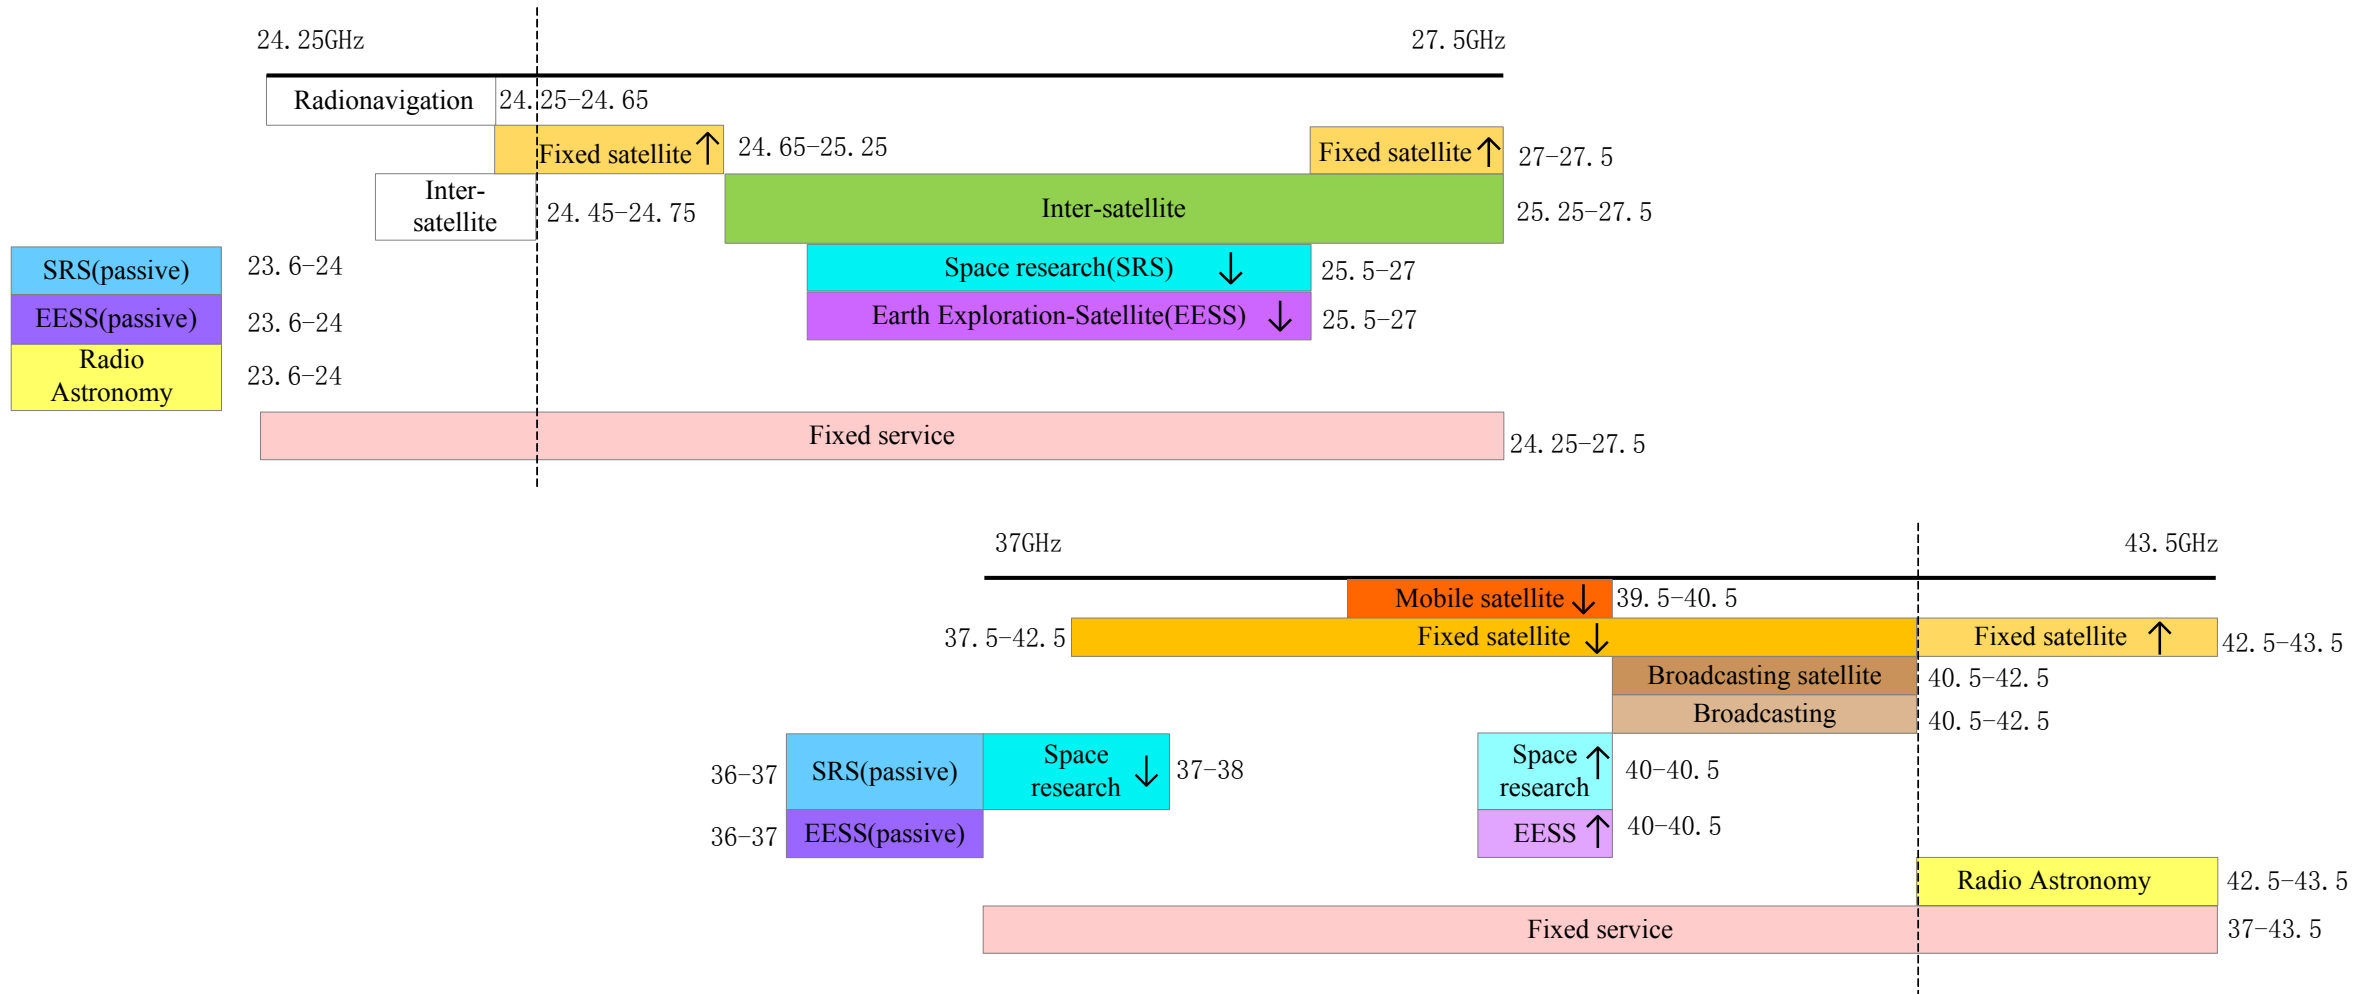 24.25GHz
27.5GHz
Radionavigation
24.25-24.65
Fixed satellite
24.65-25.25
Fixed satellite
27-27.5
Inter-
satellite
24.45-24.75
Inter-satellite
25.25-27.5
SRS(passive)
23.6-24
Space research(SRS)
25.5-27
EESS(passive)
23.6-24
Earth Exploration-Satellite(EESS)
25.5-27
Radio
Astronomy
23.6-24
Fixed service
24.25-27.5
37GHz
43.5GHz
Mobile satellite
39.5-40.5
37.5-42.5
Fixed satellite
Fixed satellite
42.5-43.5
Broadcasting satellite
40.5-42.5
Broadcasting
40.5-42.5
36-37
SRS(passive)
Space
research
37-38
Space
research
40-40.5
36-37
EESS(passive)
EESS
40-40.5
Radio Astronomy
42.5-43.5
Fixed service
37-43.5